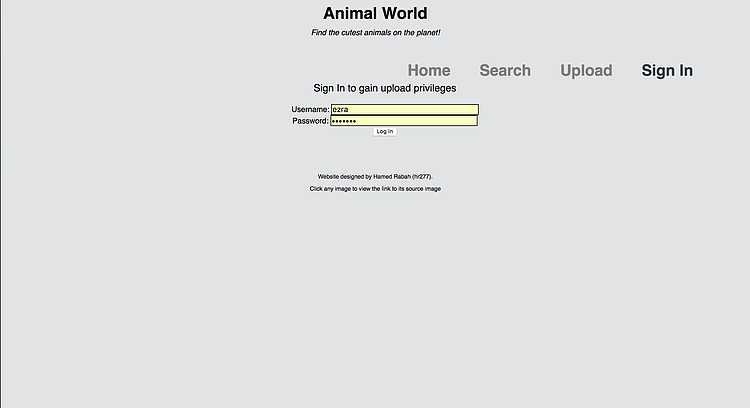 Animal World
Find the cutest animals on the planet!
Home Search Upload Sign In
Sign In to gain upload privileges
Username: ezra
Password: •••••••
Log In
Website designed by Hamed Rabah (hr277).
Click any image to view the link to its source image